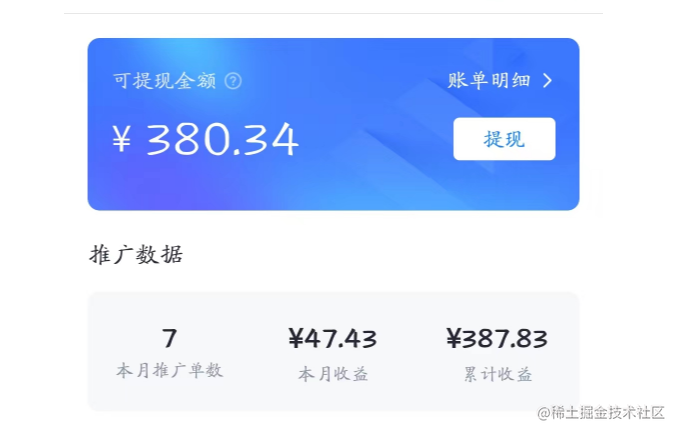 可提现金额 ? 账单明细 >
¥ 380.34 提现
推广数据
7 ¥47.43 ¥387.83
本月推广单数 本月收益 累计收益
@稀土掘金技术社区